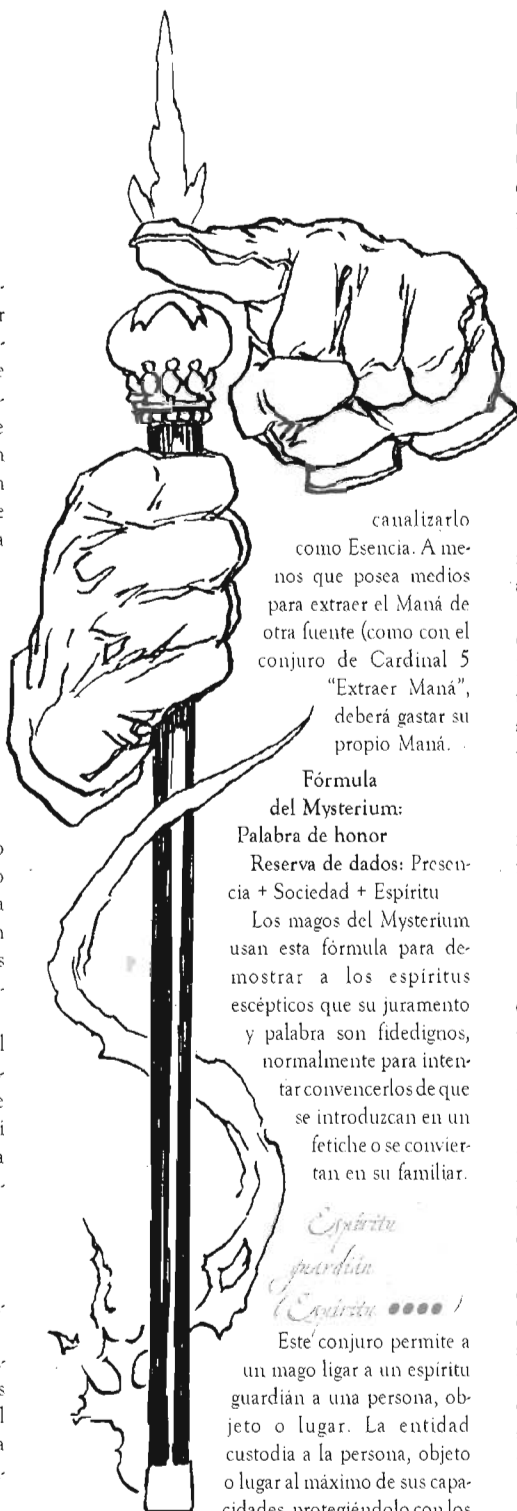 canalizarlo
como Esencia. A me-
nos que posea medios
para extraer el Maná de
otra fuente (como con el
conjuro de Cardinal 5
"Extraer Maná",
deberá gastar su
propio Maná.
Fórmula
del Mysterium:
Palabra de honor
Reserva de dados: Presen-
cia + Sociedad + Espíritu
Los magos del Mysterium
usan esta fórmula para de-
mostrar a los espíritus
escépticos que su juramento
y palabra son fidedignos,
normalmente para inten-
tar convencerlos de que
se introduzcan en un
fetiche o se convier-
tan en su familiar.
Espíritu
guardián
(Espíritu ●●●●)
Este conjuro permite a
un mago ligar a un espíritu
guardián a una persona, ob-
jeto o lugar. La entidad
custodia a la persona, objeto
o lugar al máximo de sus capa-
cidades, protegiéndolo con los